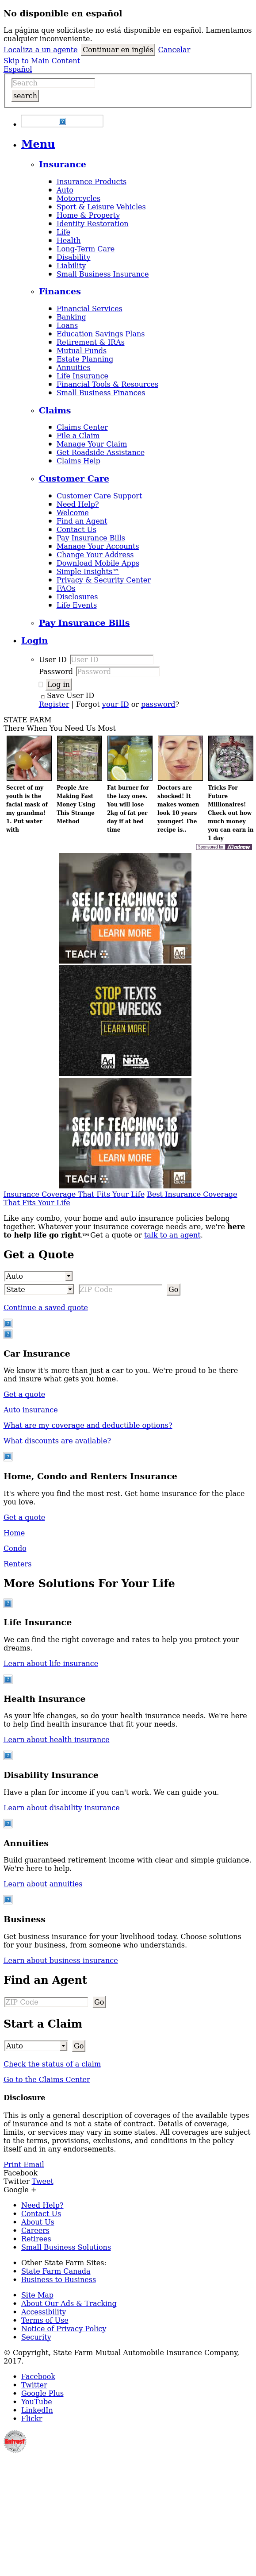 No disponible en español
La página que solicitaste no está disponible en español. Lamentamos
cualquier inconveniente.
Localiza a un agente Continuar en inglés Cancelar
Skip to Main Content
Español
Search
search
Menu
Insurance
Insurance Products
Auto
Motorcycles
Sport & Leisure Vehicles
Home & Property
Identity Restoration
Life
Health
Long-Term Care
Disability
Liability
Small Business Insurance
Finances
Financial Services
Banking
Loans
Education Savings Plans
Retirement & IRAs
Mutual Funds
Estate Planning
Annuities
Life Insurance
Financial Tools & Resources
Small Business Finances
Claims
Claims Center
File a Claim
Manage Your Claim
Get Roadside Assistance
Claims Help
Customer Care
Customer Care Support
Need Help?
Welcome
Find an Agent
Contact Us
Pay Insurance Bills
Manage Your Accounts
Change Your Address
Download Mobile Apps
Simple Insights™
Privacy & Security Center
FAQs
Disclosures
Life Events
Pay Insurance Bills
Login
User ID User ID
Password Password
Log in
Save User ID
Register | Forgot your ID or password?
STATE FARM
There When You Need Us Most
Secret of my
youth is the
facial mask of
my grandma!
1. Put water
with
People Are
Making Fast
Money Using
This Strange
Method
Fat burner for
the lazy ones.
You will lose
2kg of fat per
day if at bed
time
Doctors are
shocked! It
makes women
look 10 years
younger! The
recipe is..
Tricks For
Future
Millionaires!
Check out how
much money
you can earn in
1 day
Sponsored by adnow
SEE IF TEACHING IS
A GOOD FIT FOR YOU
LEARN MORE
TEACH
Ad
STOP TEXTS
STOP WRECKS
LEARN MORE
Ad
NHTSA
SEE IF TEACHING IS
A GOOD FIT FOR YOU
LEARN MORE
TEACH
Ad
Insurance Coverage That Fits Your Life Best Insurance Coverage
That Fits Your Life
Like any combo, your home and auto insurance policies belong
together. Whatever your insurance coverage needs are, we're here
to help life go right.™Get a quote or talk to an agent.
Get a Quote
Auto
State ZIP Code Go
Continue a saved quote
Car Insurance
We know it's more than just a car to you. We're proud to be there
and insure what gets you home.
Get a quote
Auto insurance
What are my coverage and deductible options?
What discounts are available?
Home, Condo and Renters Insurance
It's where you find the most rest. Get home insurance for the place
you love.
Get a quote
Home
Condo
Renters
More Solutions For Your Life
Life Insurance
We can find the right coverage and rates to help you protect your
dreams.
Learn about life insurance
Health Insurance
As your life changes, so do your health insurance needs. We're here
to help find health insurance that fit your needs.
Learn about health insurance
Disability Insurance
Have a plan for income if you can't work. We can guide you.
Learn about disability insurance
Annuities
Build guaranteed retirement income with clear and simple guidance.
We're here to help.
Learn about annuities
Business
Get business insurance for your livelihood today. Choose solutions
for your business, from someone who understands.
Learn about business insurance
Find an Agent
ZIP Code Go
Start a Claim
Auto Go
Check the status of a claim
Go to the Claims Center
Disclosure
This is only a general description of coverages of the available types
of insurance and is not a state of contract. Details of coverage,
limits, or services may vary in some states. All coverages are subject
to the terms, provisions, exclusions, and conditions in the policy
itself and in any endorsements.
Print Email
Facebook
Twitter Tweet
Google +
Need Help?
Contact Us
About Us
Careers
Retirees
Small Business Solutions
Other State Farm Sites:
State Farm Canada
Business to Business
Site Map
About Our Ads & Tracking
Accessibility
Terms of Use
Notice of Privacy Policy
Security
© Copyright, State Farm Mutual Automobile Insurance Company,
2017.
Facebook
Twitter
Google Plus
YouTube
LinkedIn
Flickr
Entrust